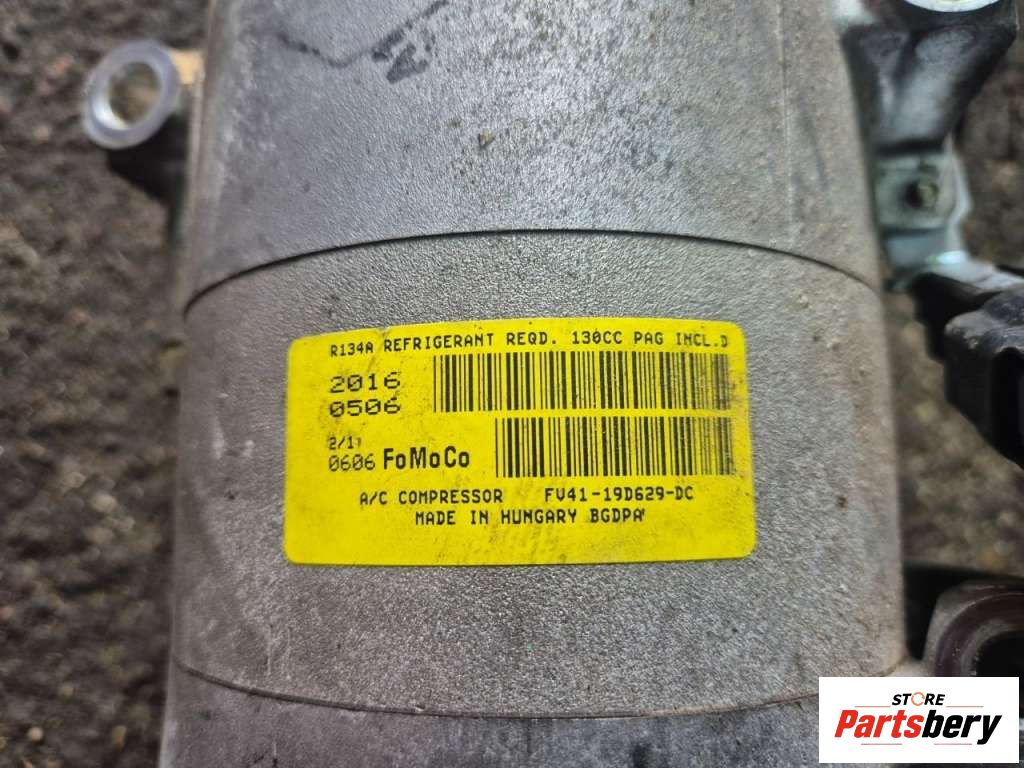 R134A REFRIGERANT REQD. 130CC PAG INCL.D
2016
0506
2/1
0606 FoMoCo
A/C COMPRESSOR FV41-19D629-DC
MADE IN HUNGARY BGDPA
STORE
Partsbery